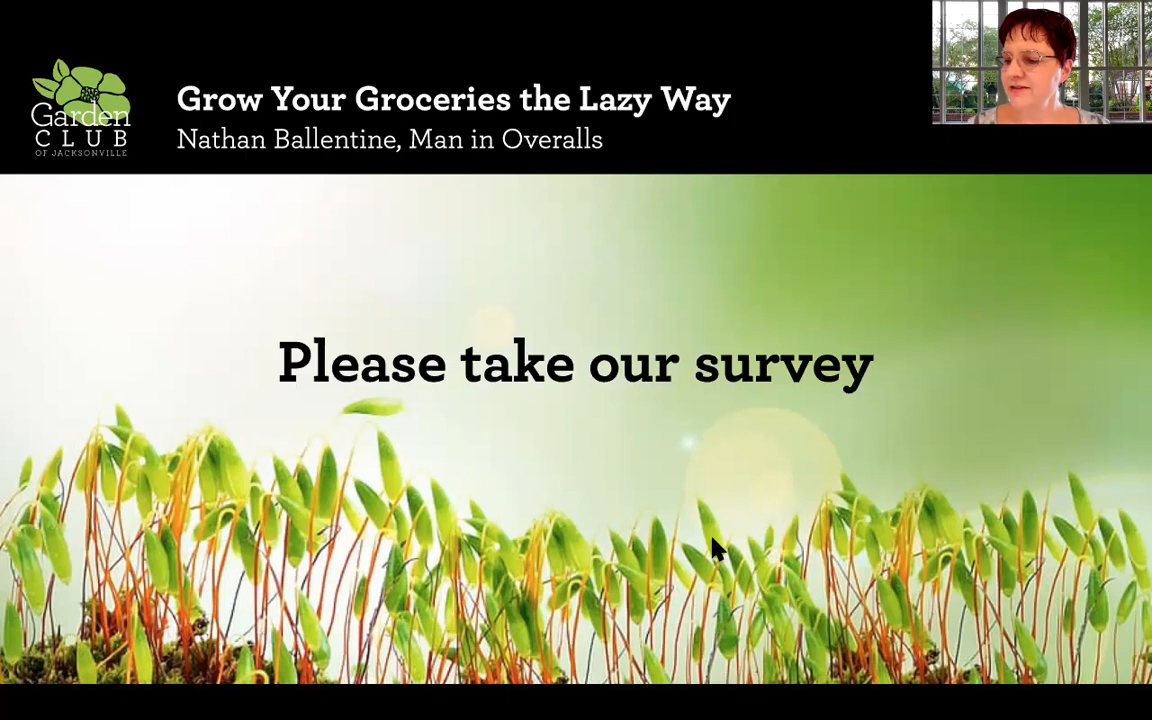 Garden
CLUB
OF JACKSONVILLE
Grow Your Groceries the Lazy Way
Nathan Ballentine, Man in Overalls
Please take our survey